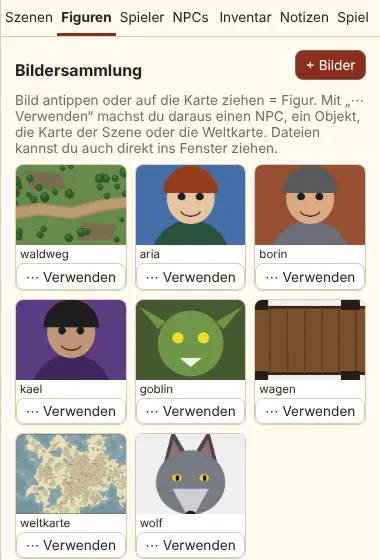 Szenen Figuren Spieler NPCs Inventar Notizen Spiel
Bildersammlung
+ Bilder
Bild antippen oder auf die Karte ziehen = Figur. Mit „···
Verwenden“ machst du daraus einen NPC, ein Objekt,
die Karte der Szene oder die Weltkarte. Dateien
kannst du auch direkt ins Fenster ziehen.
waldweg aria borin
··· Verwenden ··· Verwenden ··· Verwenden
kael goblin wagen
··· Verwenden ··· Verwenden ··· Verwenden
weltkarte wolf
··· Verwenden ··· Verwenden